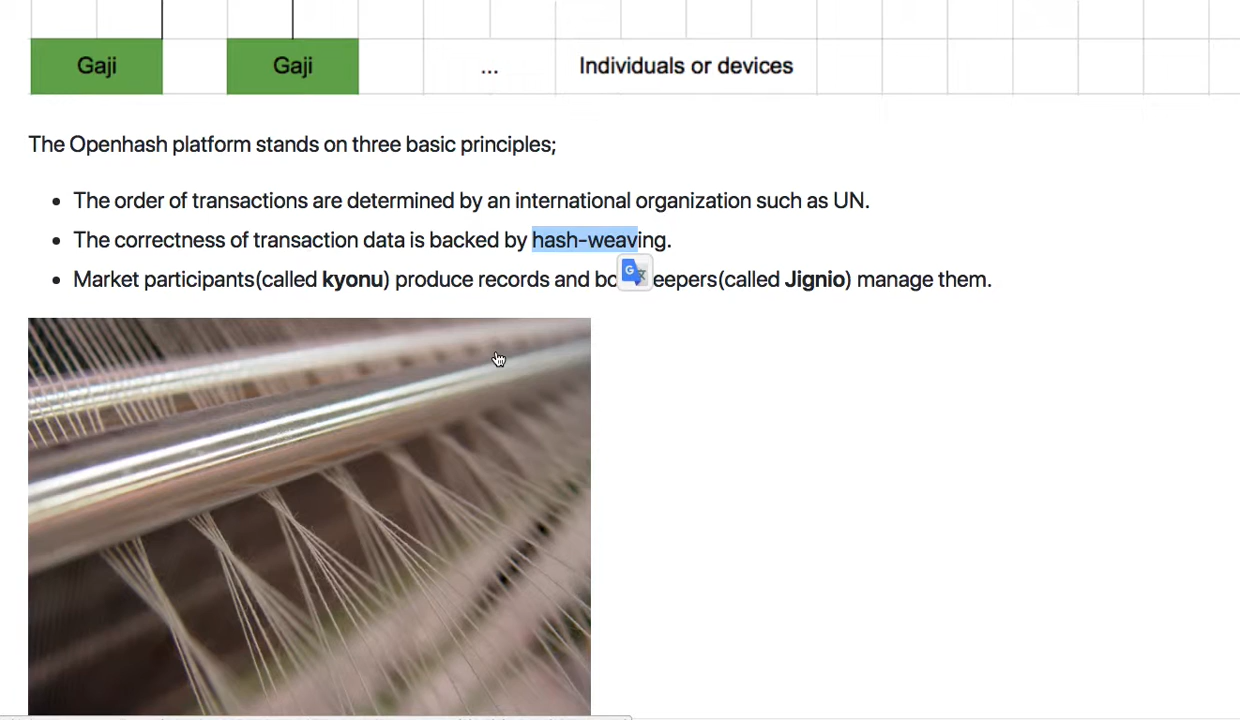 Gaji Gaji ... Individuals or devices
The Openhash platform stands on three basic principles;
• The order of transactions are determined by an international organization such as UN.
• The correctness of transaction data is backed by hash-weaving.
• Market participants(called kyonu) produce records and bo eepers(called Jignio) manage them.